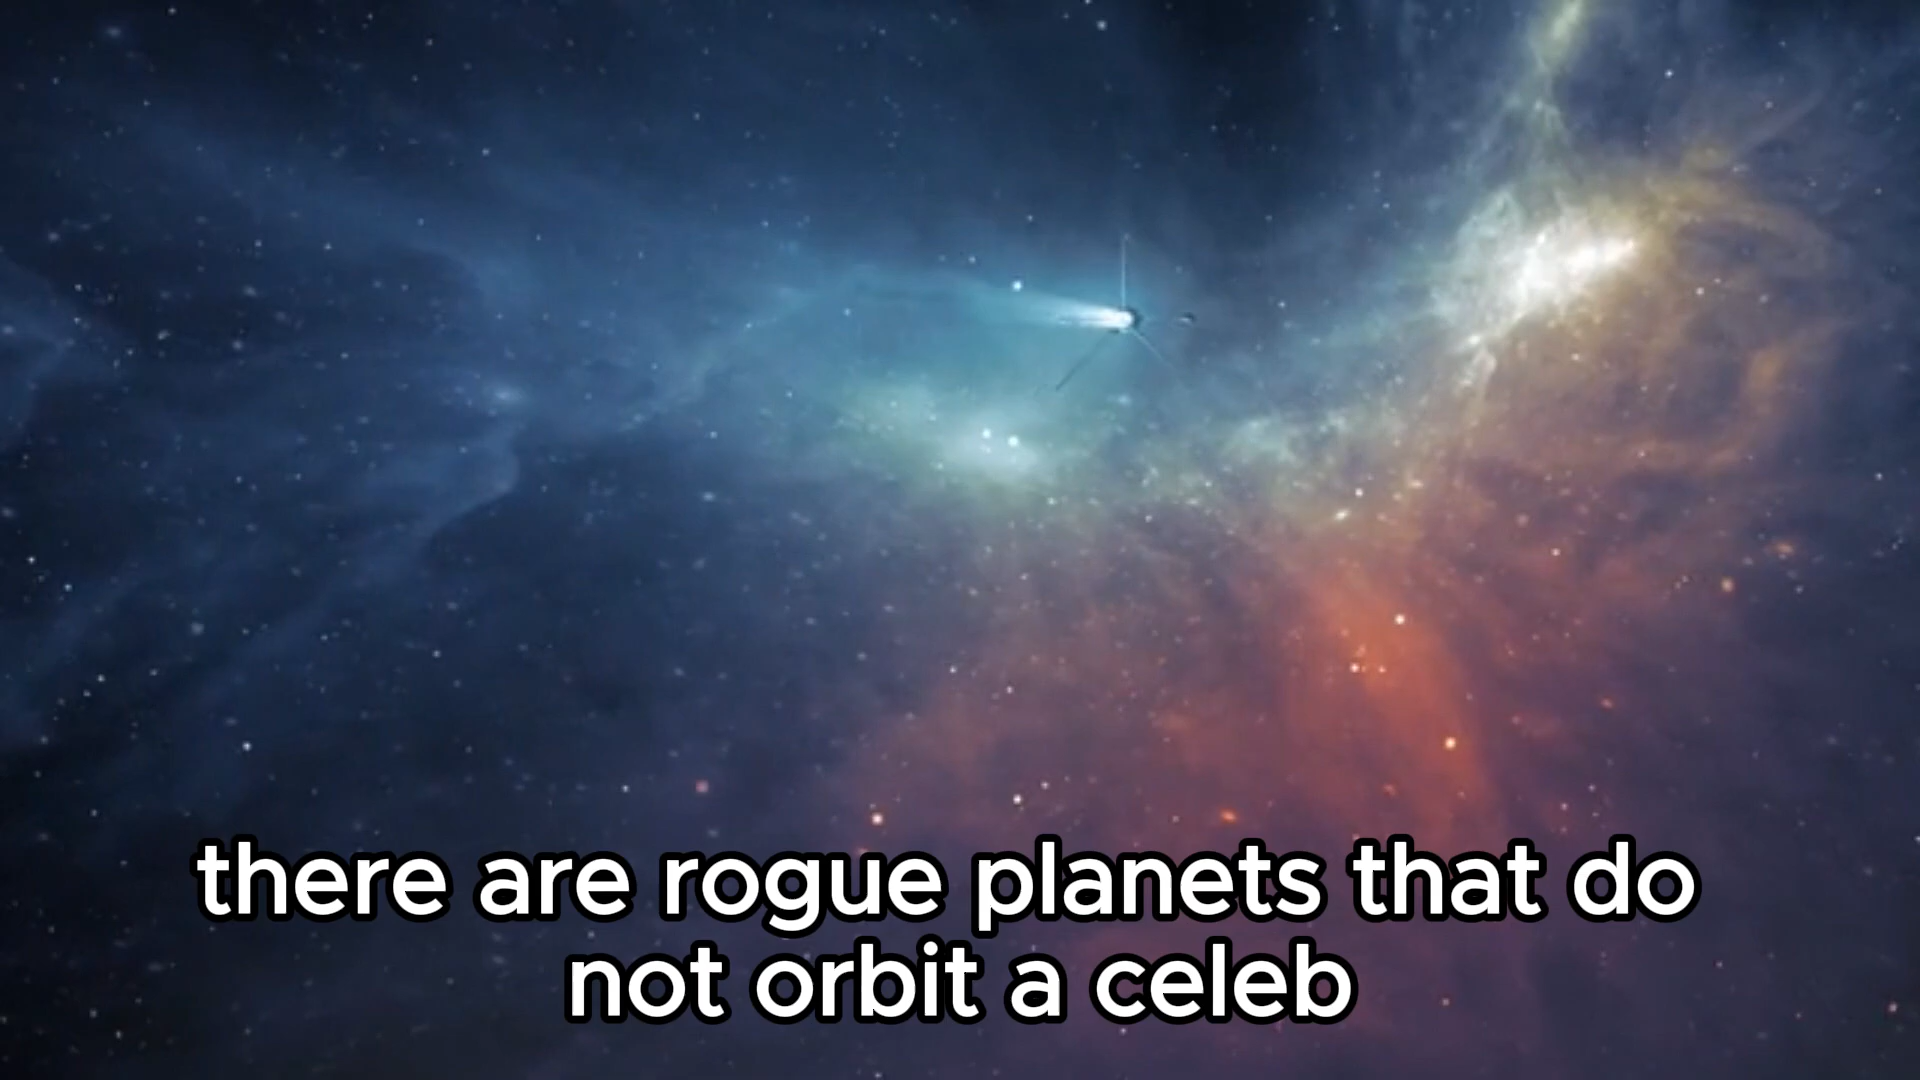 there are rogue planets that do
not orbit a celeb